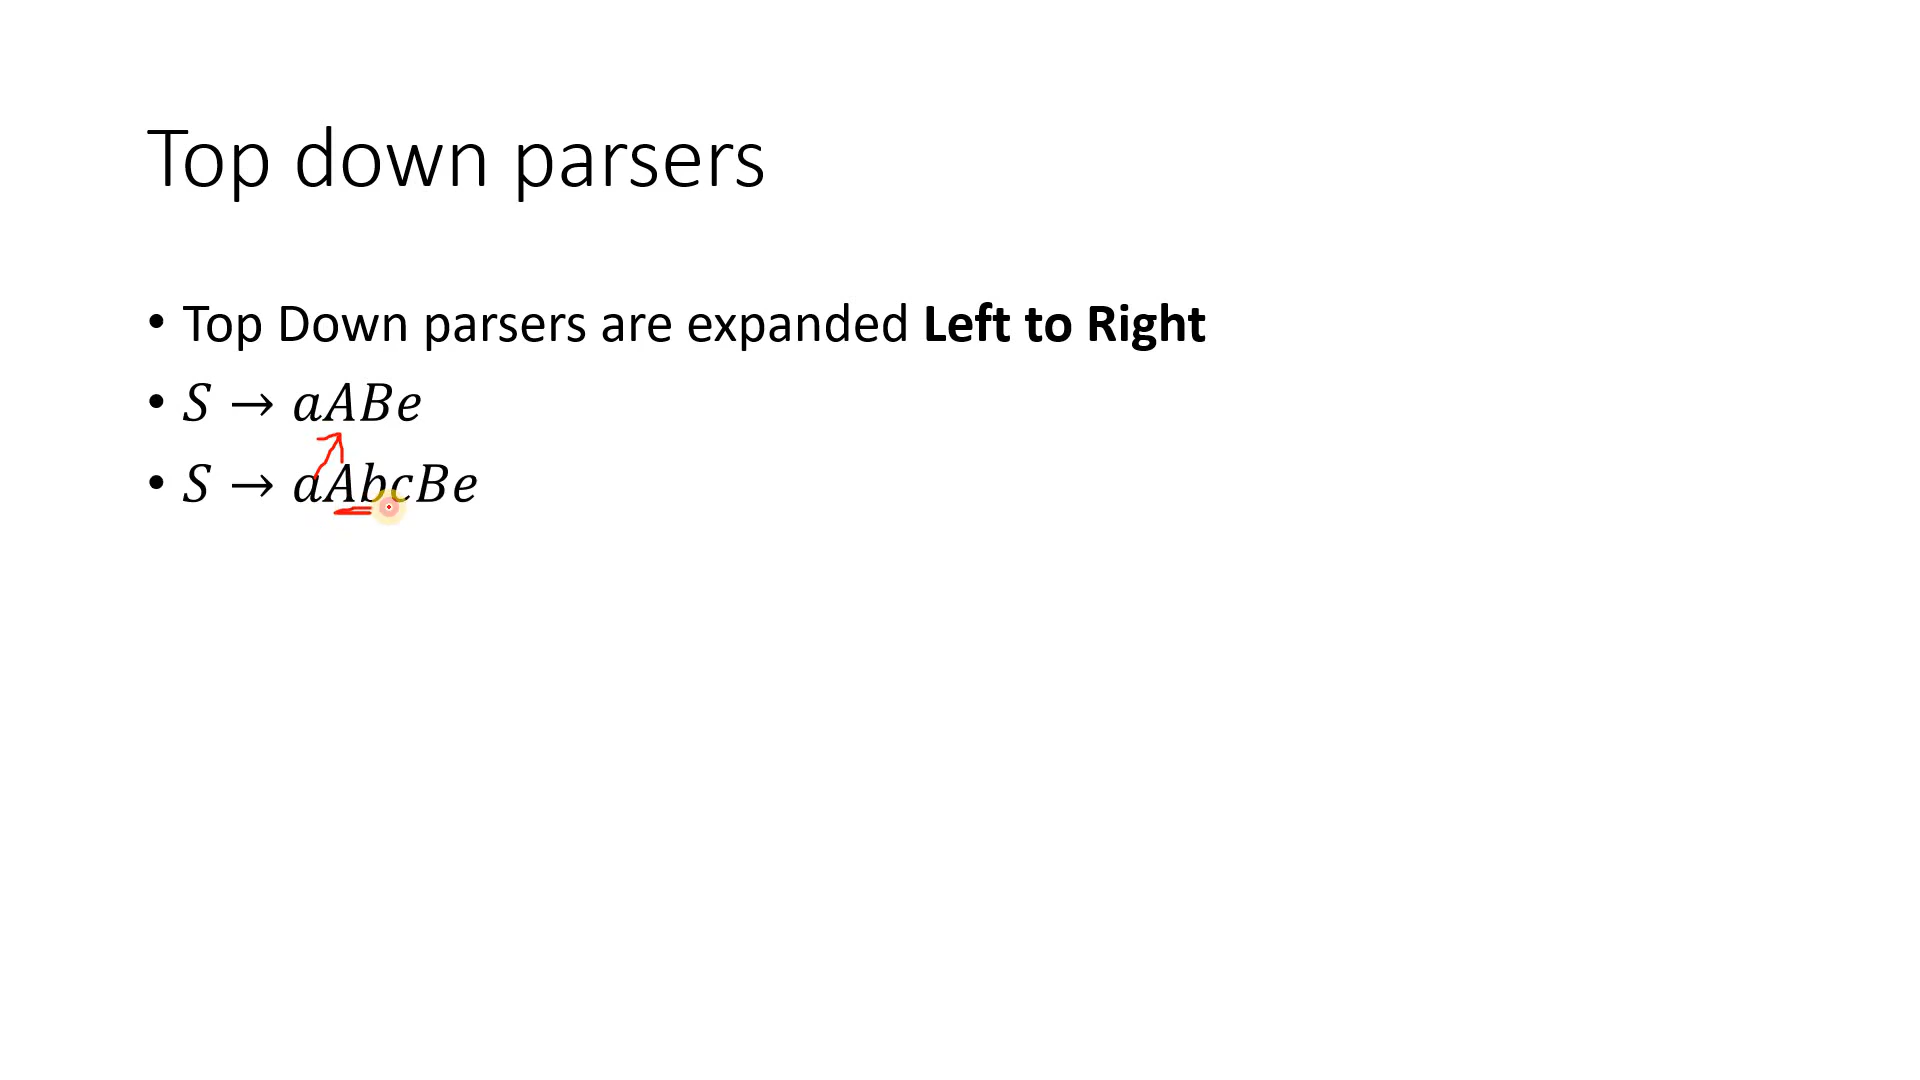 Top down parsers
• Top Down parsers are expanded Left to Right
• S → aABe
• S → aAbcBe